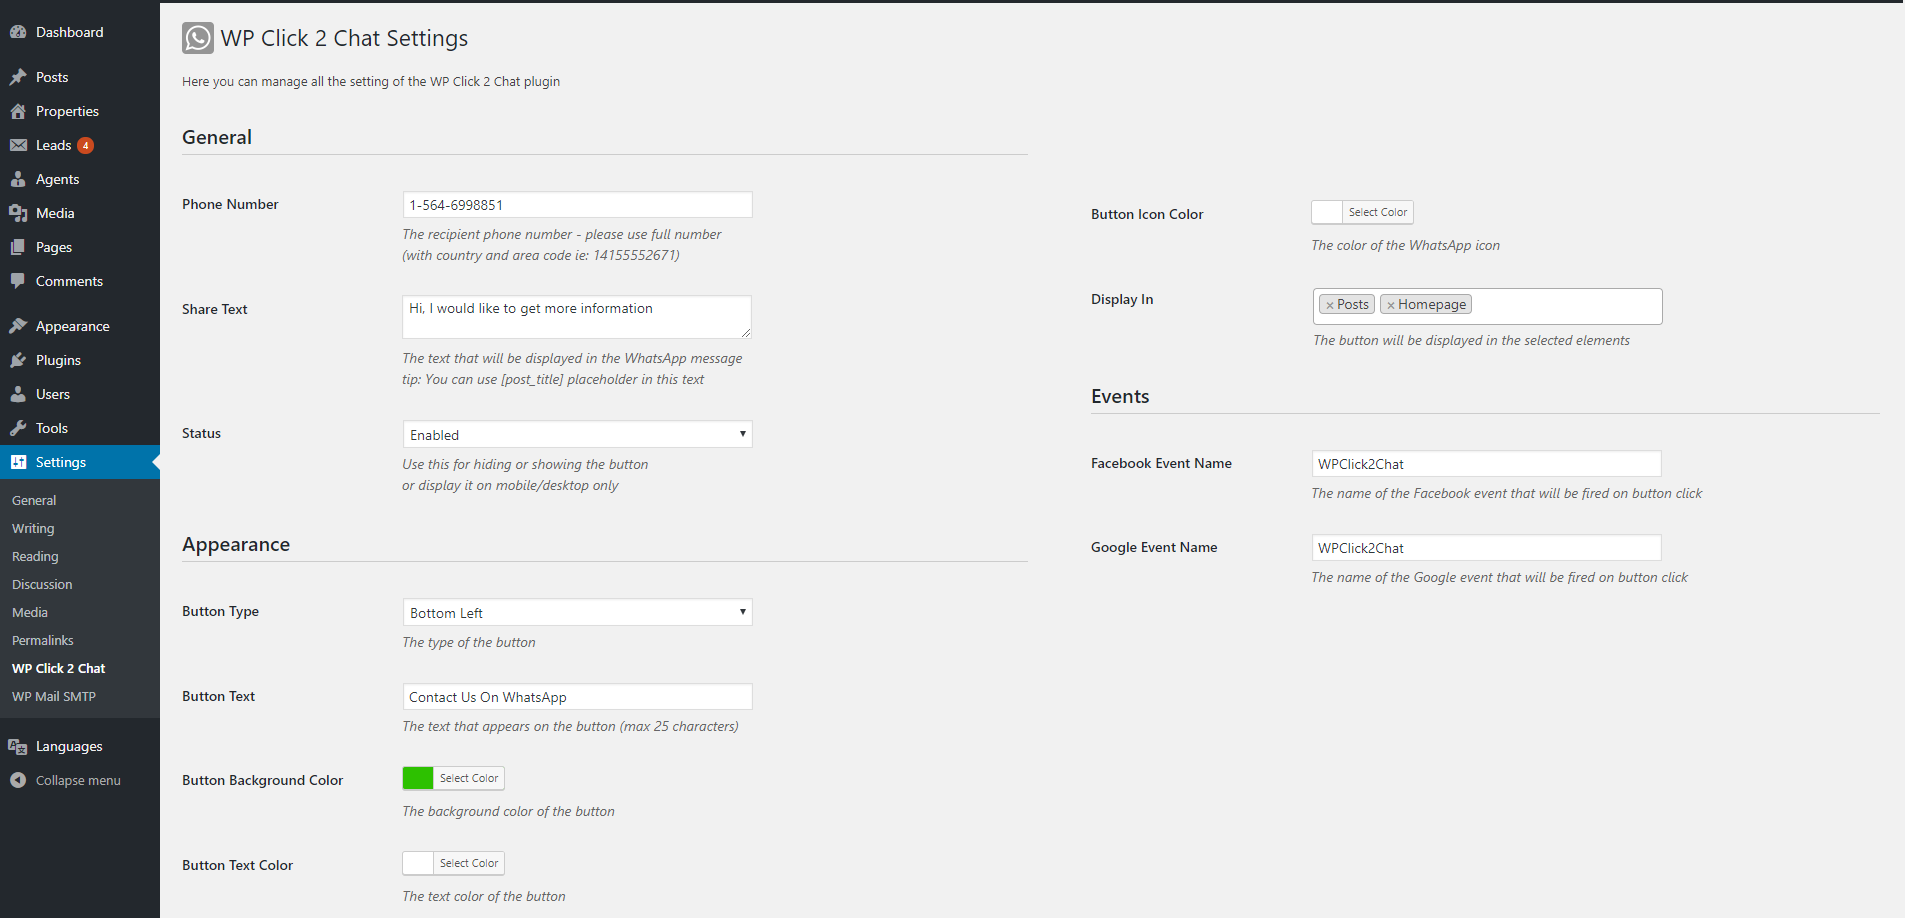 Dashboard
Posts
Properties
Leads 4
Agents
Media
Pages
Comments
Appearance
Plugins
Users
Tools
Settings
General
Writing
Reading
Discussion
Media
Permalinks
WP Click 2 Chat
WP Mail SMTP
Languages
Collapse menu
WP Click 2 Chat Settings
Here you can manage all the setting of the WP Click 2 Chat plugin
General
Phone Number
1-564-6998851
The recipient phone number - please use full number
(with country and area code ie: 14155552671)
Share Text
Hi, I would like to get more information
The text that will be displayed in the WhatsApp message
tip: You can use [post_title] placeholder in this text
Status
Enabled
Use this for hiding or showing the button
or display it on mobile/desktop only
Appearance
Button Type
Bottom Left
The type of the button
Button Text
Contact Us On WhatsApp
The text that appears on the button (max 25 characters)
Button Background Color
Select Color
The background color of the button
Button Text Color
Select Color
The text color of the button
Button Icon Color
Select Color
The color of the WhatsApp icon
Display In
× Posts × Homepage
The button will be displayed in the selected elements
Events
Facebook Event Name
WPClick2Chat
The name of the Facebook event that will be fired on button click
Google Event Name
WPClick2Chat
The name of the Google event that will be fired on button click